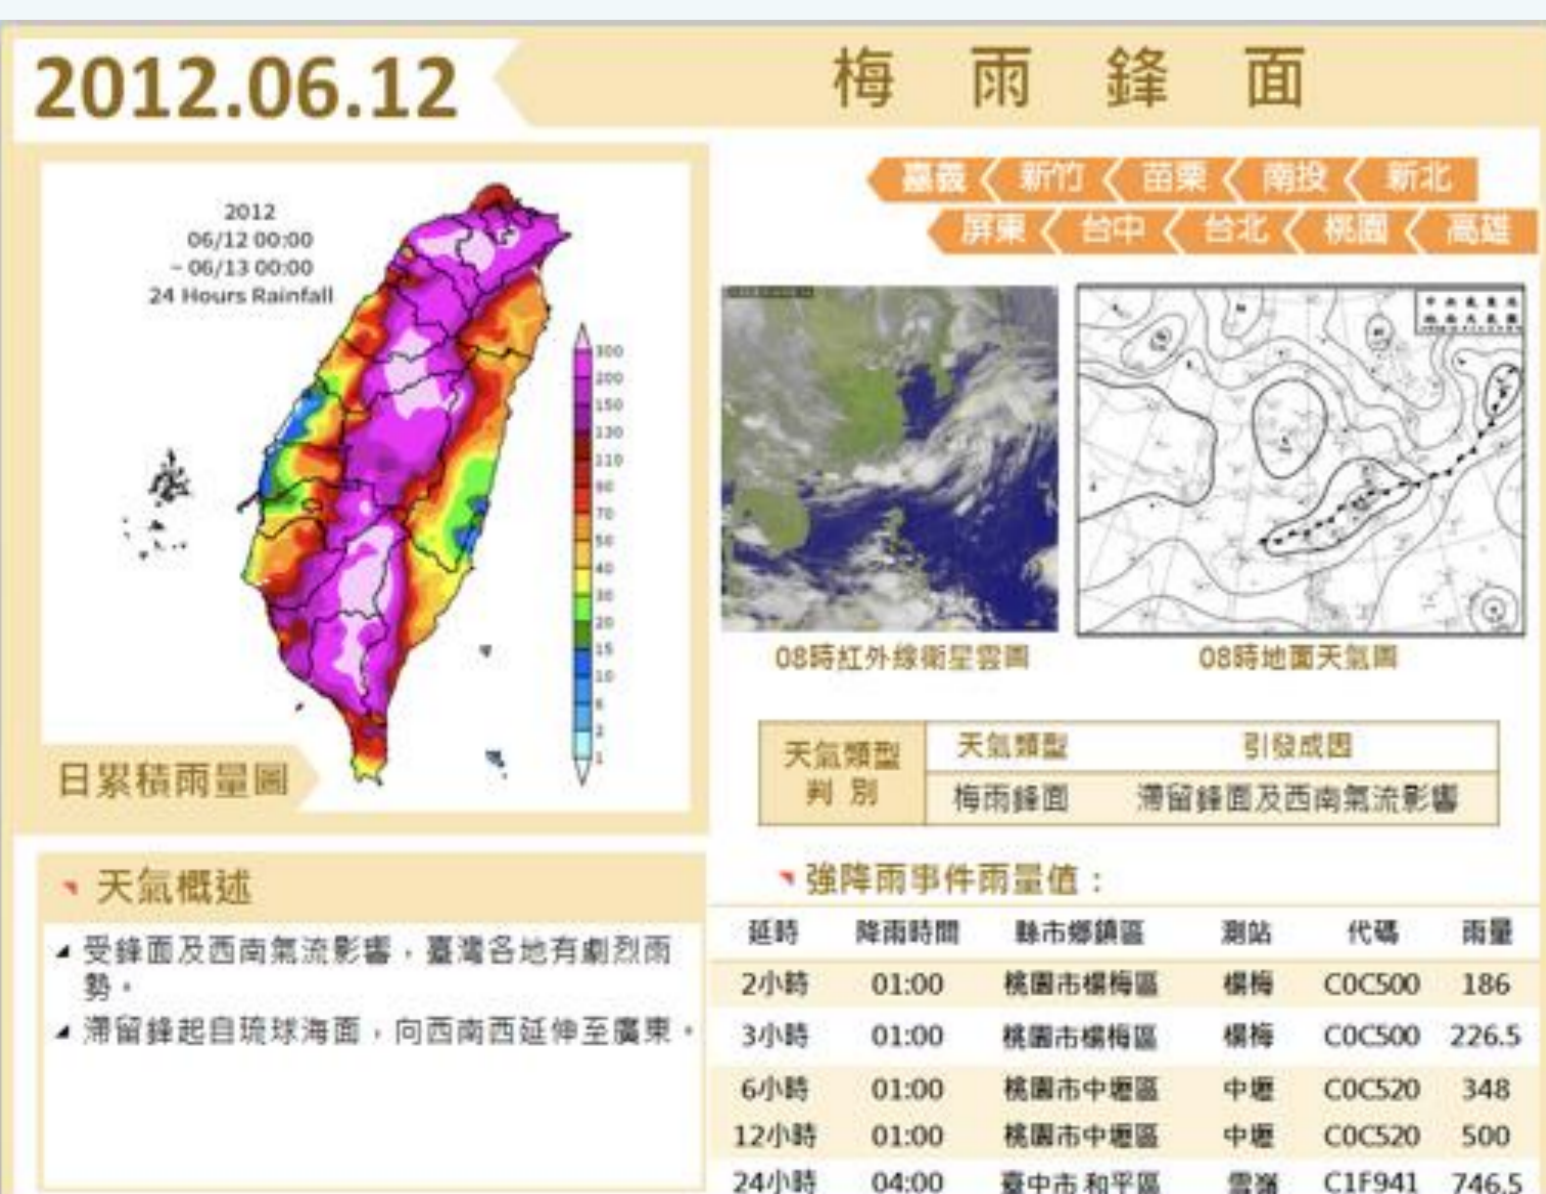 2012.06.12
梅雨鋒面
嘉義 新竹 苗栗 南投 新北
屏東 台中 台北 桃園 高雄
2012
06/12 00:00
~ 06/13 00:00
24 Hours Rainfall
300
200
150
130
110
90
70
50
40
30
20
15
10
6
2
1
日累積雨量圖
08時紅外線衛星雲圖
08時地面天氣圖
天氣類型
判別
天氣類型 引發成因
梅雨鋒面 滯留鋒面及西南氣流影響
天氣概述
受鋒面及西南氣流影響，臺灣各地有劇烈雨
勢。
滯留鋒起自琉球海面，向西南西延伸至廣東。
強降雨事件雨量值：
延時 降雨時間 縣市鄉鎮區 測站 代碼 雨量
2小時 01:00 桃園市楊梅區 楊梅 C0C500 186
3小時 01:00 桃園市楊梅區 楊梅 C0C500 226.5
6小時 01:00 桃園市中壢區 中壢 C0C520 348
12小時 01:00 桃園市中壢區 中壢 C0C520 500
24小時 04:00 臺中市和平區 雪嶺 C1F941 746.5